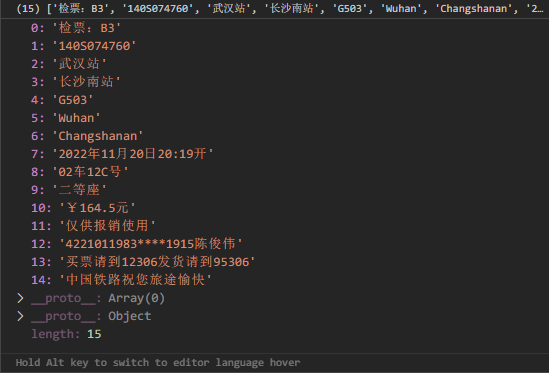 (15) ['检票：B3', '140S074760', '武汉站', '长沙南站', 'G503', 'Wuhan', 'Changshanan', '2…
0: '检票：B3'
1: '140S074760'
2: '武汉站'
3: '长沙南站'
4: 'G503'
5: 'Wuhan'
6: 'Changshanan'
7: '2022年11月20日20:19开'
8: '02车12C号'
9: '二等座'
10: '￥164.5元'
11: '仅供报销使用'
12: '4221011983****1915陈俊伟'
13: '买票请到12306发货请到95306'
14: '中国铁路祝您旅途愉快'
__proto__: Array(0)
__proto__: Object
length: 15
Hold Alt key to switch to editor language hover